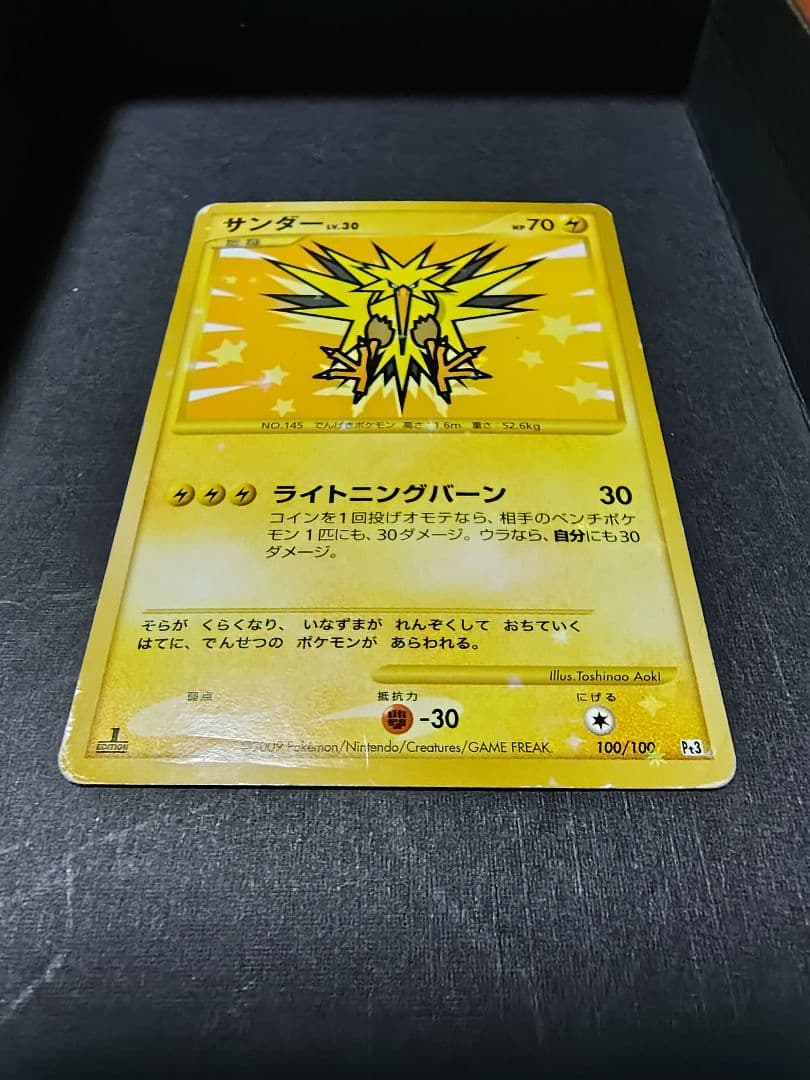 サンダー LV.30 HP 70
NO.145 でんげきポケモン 高さ:1.6m 重さ:52.6kg
ライトニングバーン 30
コインを1回投げオモテなら、相手のベンチポケ
モン1匹にも、30ダメージ。ウラなら、自分にも30
ダメージ。
そらが くらくなり、 いなずまが れんぞくして おちていく
はてに、でんせつの ポケモンが あらわれる。
Illus.Toshinao Aoki
弱点 抵抗力 にげる
-30
1
EDITION
©2009 Pokémon/Nintendo/Creatures/GAME FREAK. 100/100 Pt3